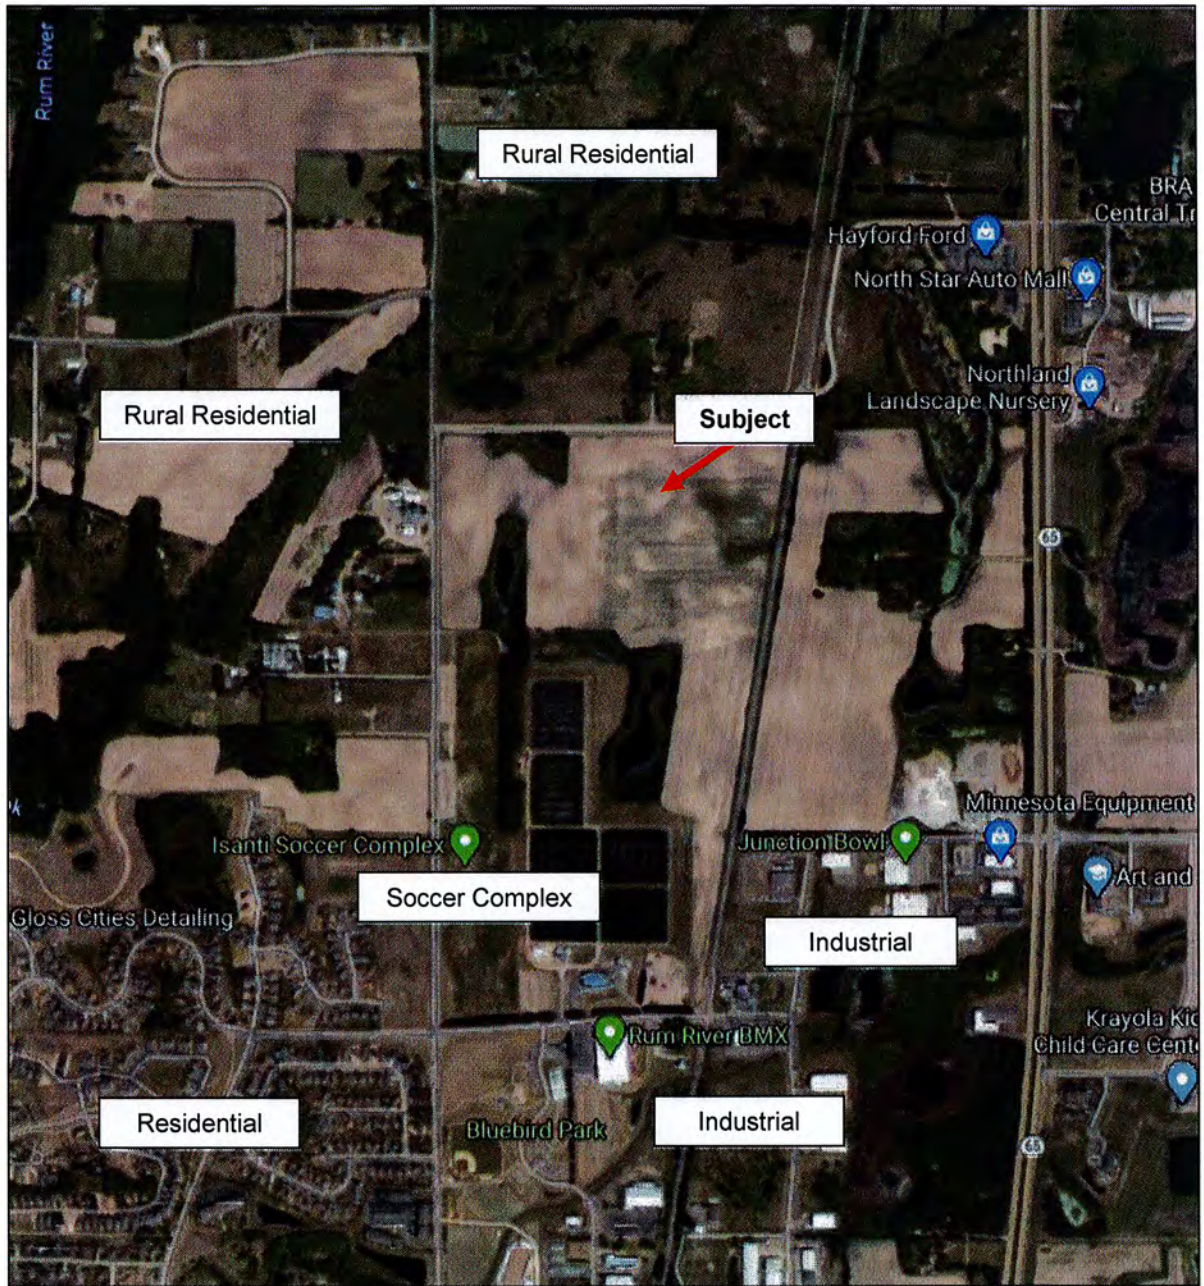 Rum River
Rural Residential
BRA
Central Tr
Hayford Ford
North Star Auto Mall
Northland
Landscape Nursery
Rural Residential
Subject
65
Minnesota Equipment
Isanti Soccer Complex
Junction Bowl
Art and
Soccer Complex
Gloss Cities Detailing
Industrial
Krayola Kid
Child Care Cente
Rum River BMX
Residential
Industrial
Bluebird Park
65